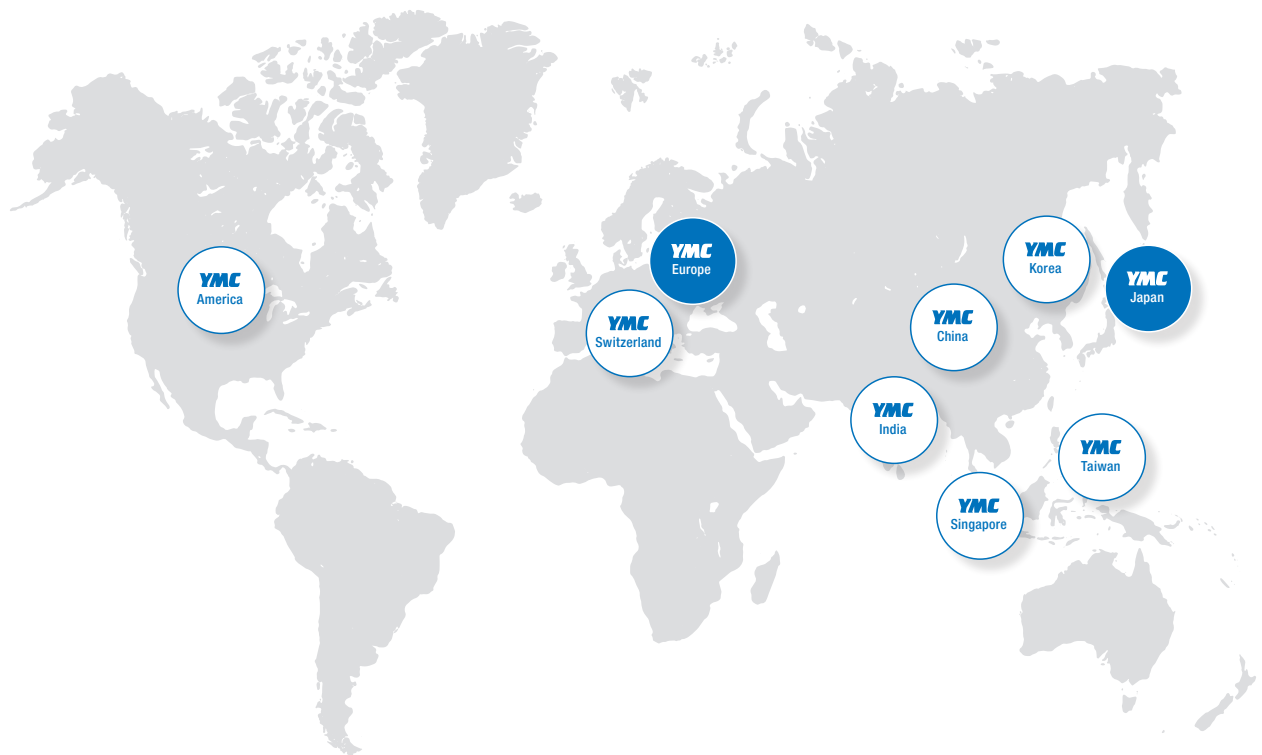 YMC
America
YMC
Europe
YMC
Switzerland
YMC
Korea
YMC
Japan
YMC
China
YMC
India
YMC
Taiwan
YMC
Singapore